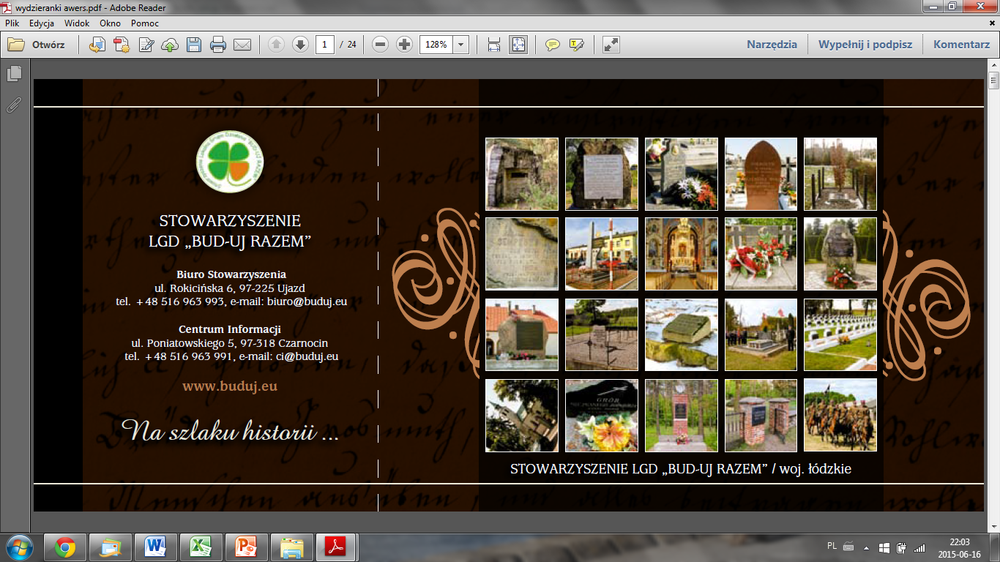 wydzieranki awers.pdf - Adobe Reader
Plik Edycja Widok Okno Pomoc
Otwórz 1 / 24 128% Narzędzia Wypełnij i podpisz Komentarz
"BUD-UJ RAZEM"
STOWARZYSZENIE
LGD „BUD-UJ RAZEM”
Biuro Stowarzyszenia
ul. Rokicińska 6, 97-225 Ujazd
tel. +48 516 963 993, e-mail: biuro@buduj.eu
Centrum Informacji
ul. Poniatowskiego 5, 97-318 Czarnocin
tel. +48 516 963 991, e-mail: ci@buduj.eu
www.buduj.eu
Na szlaku historii ...
GRÓB
STOWARZYSZENIE LGD „BUD-UJ RAZEM” / woj. łódzkie
PL
22:03
2015-06-16